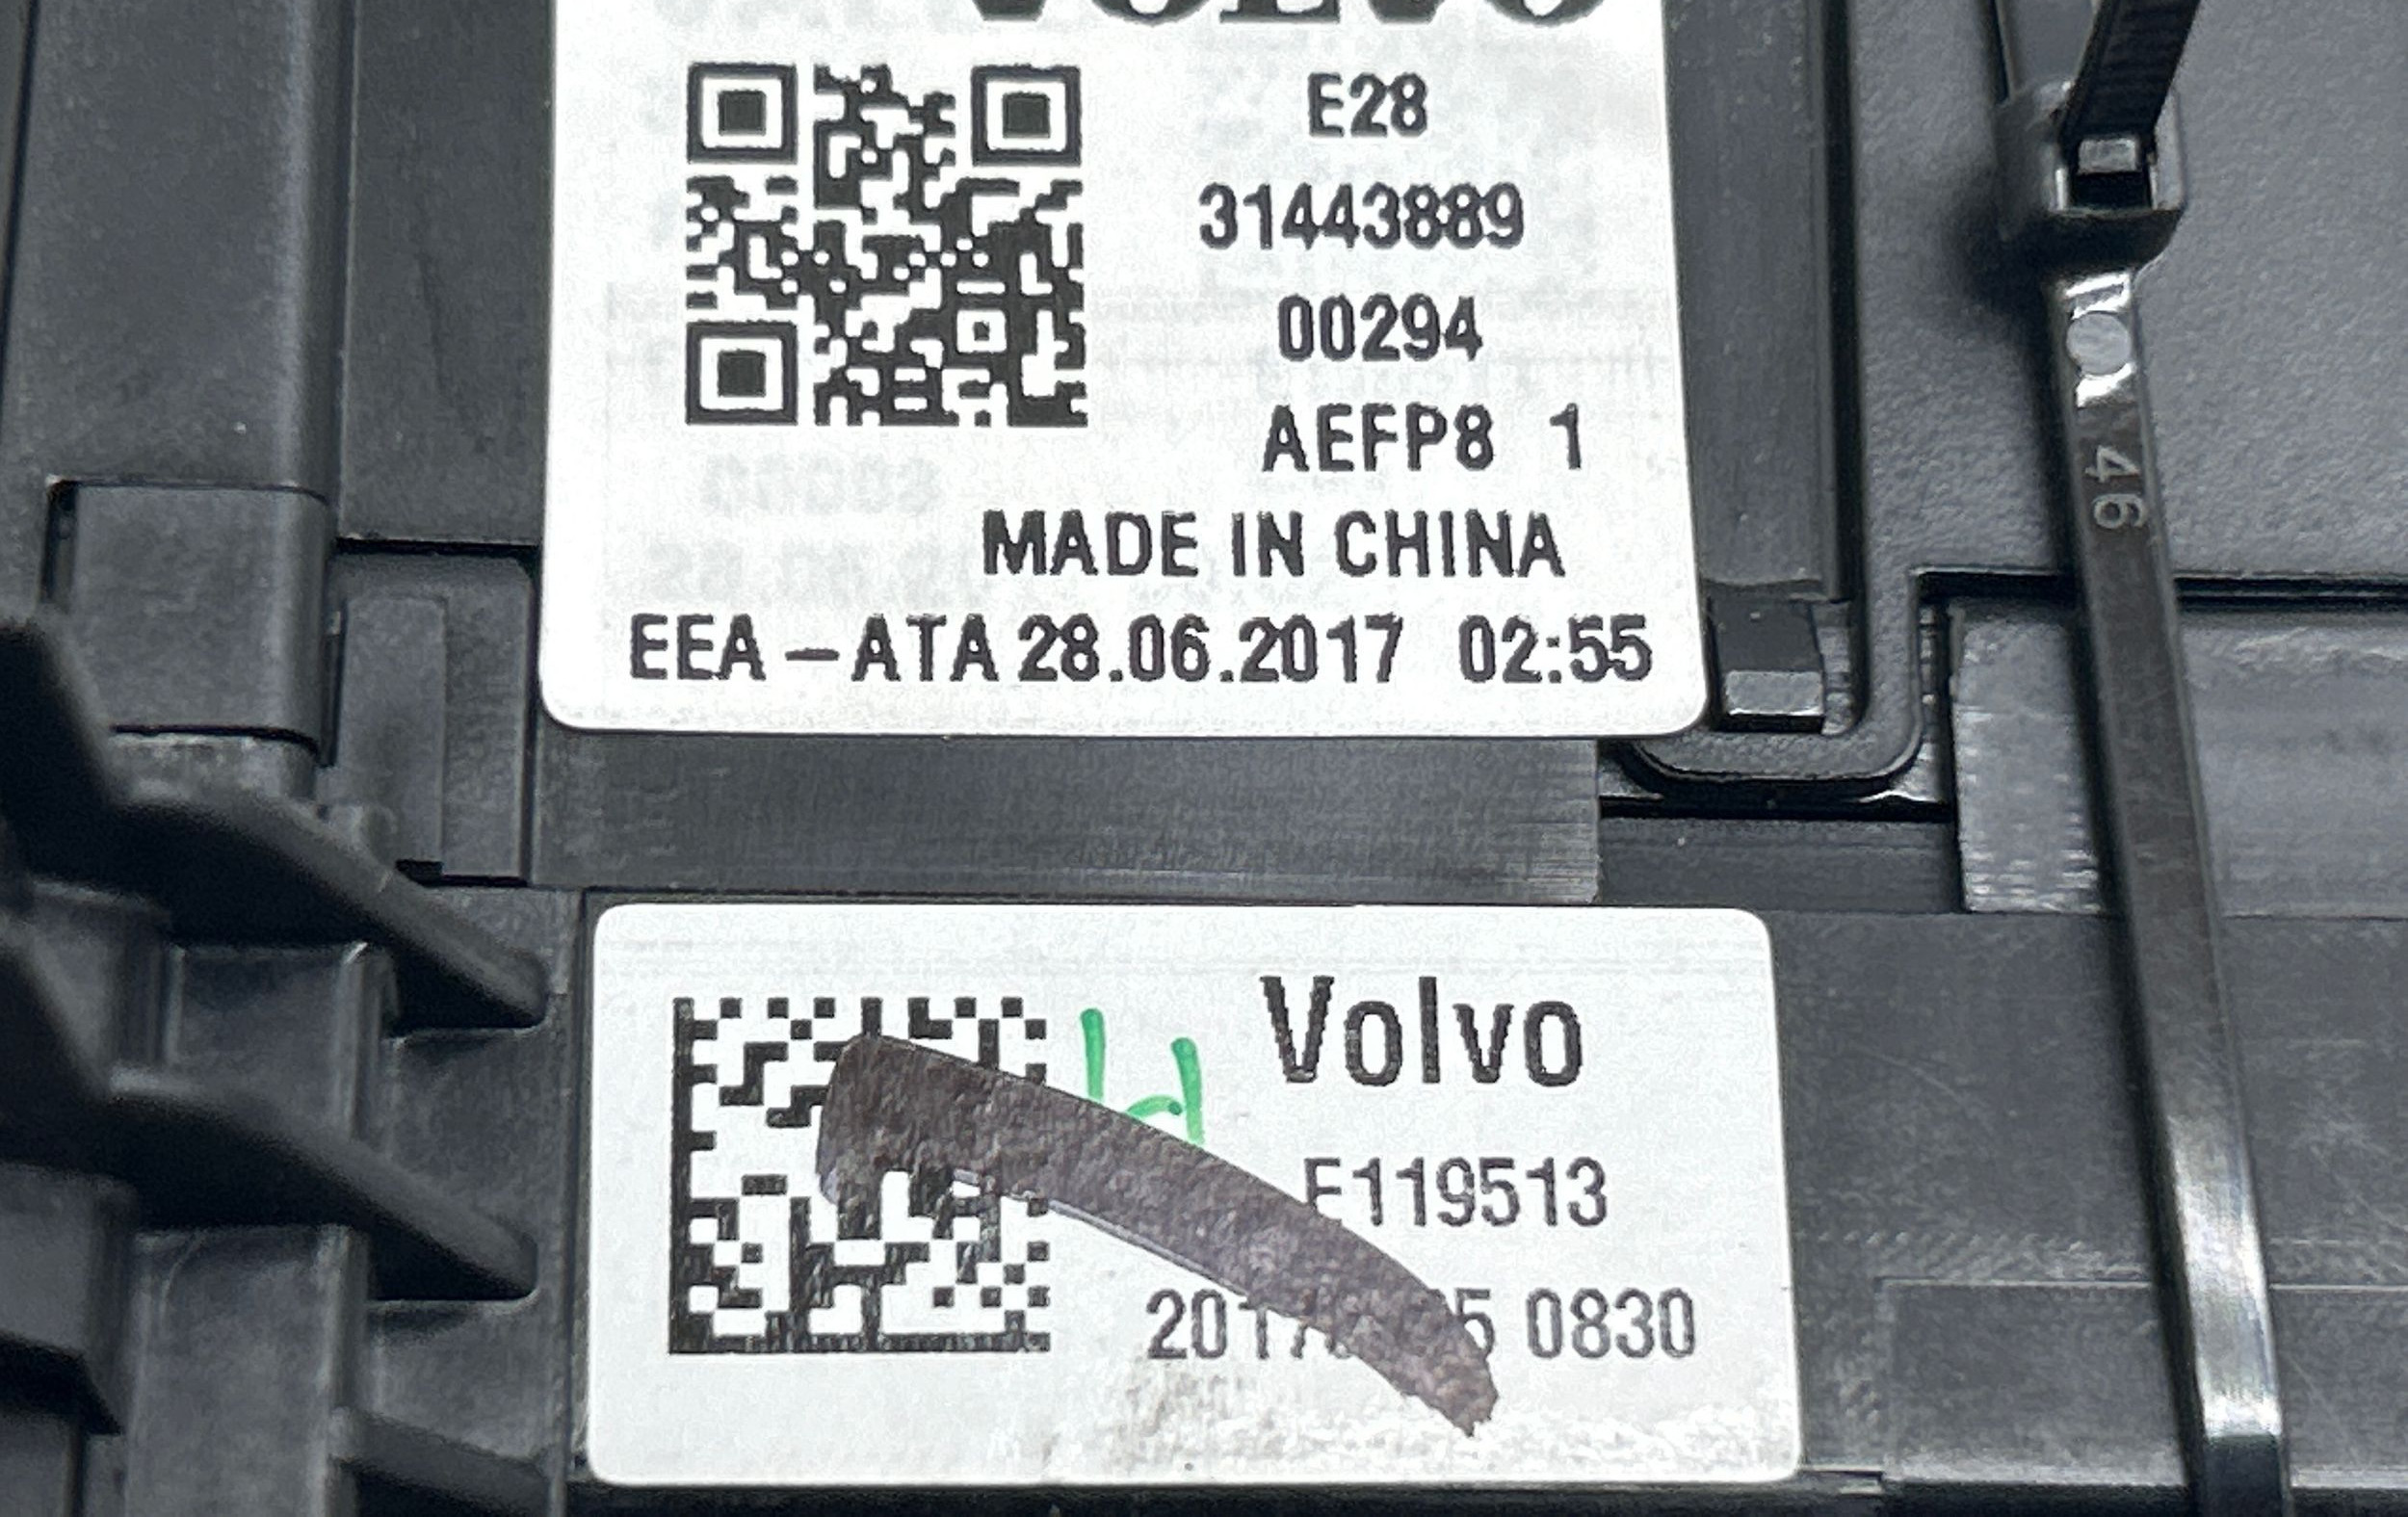 VOLVO
E28
31443889
00294
AEFP8 1
MADE IN CHINA
EEA – ATA 28.06.2017 02:55
46
Volvo
E119513
0830